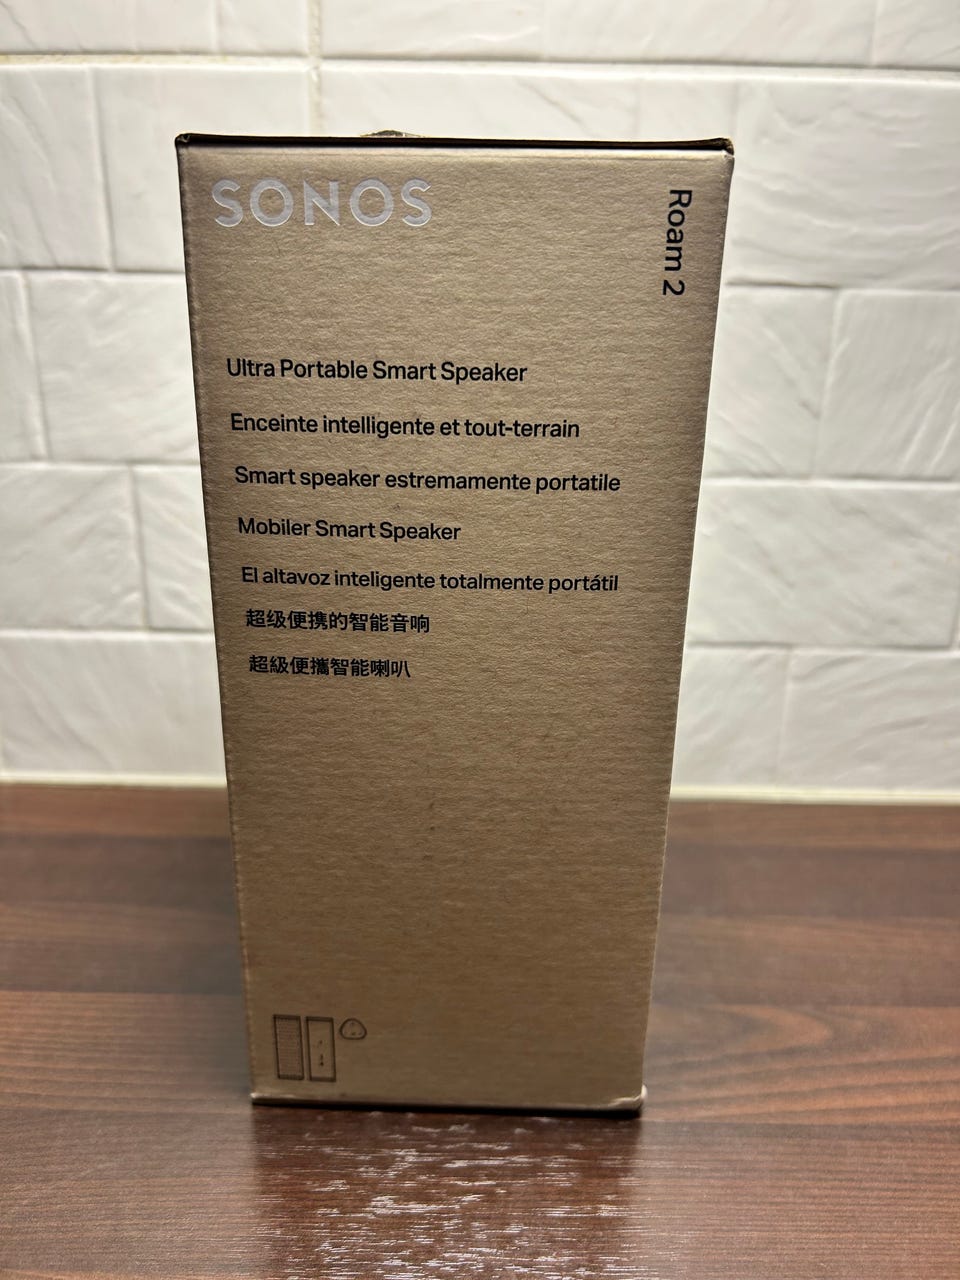 SONOS
Roam 2
Ultra Portable Smart Speaker
Enceinte intelligente et tout-terrain
Smart speaker estremamente portatile
Mobiler Smart Speaker
El altavoz inteligente totalmente portátil
超级便携的智能音响
超級便攜智能喇叭